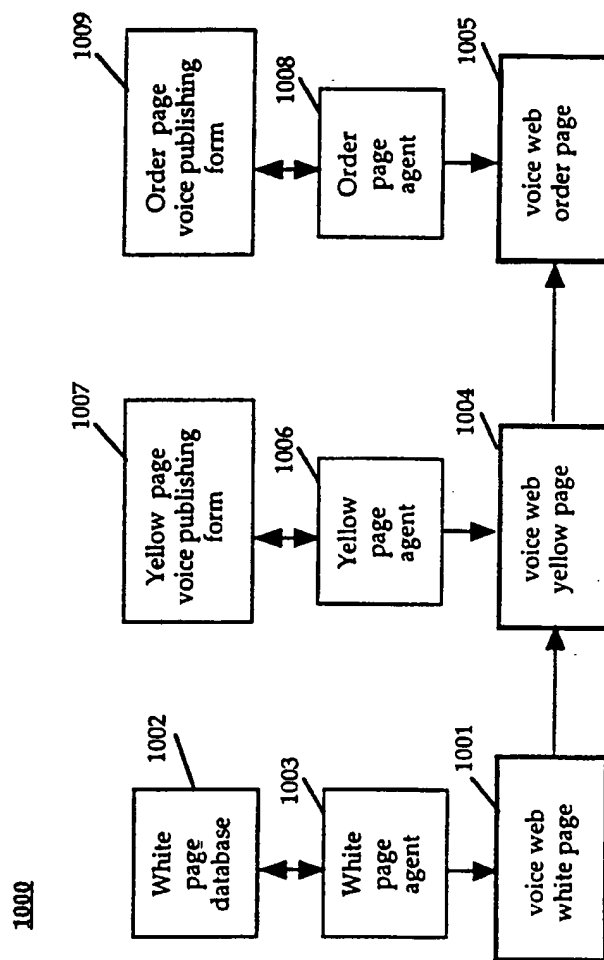 1000
1002
White
page
database
1003
White
page
agent
1001
voice web
white page
1007
Yellow page
voice publishing
form
1006
Yellow
page
agent
1004
voice web
yellow page
1009
Order page
voice publishing
form
1008
Order
page
agent
1005
voice web
order page